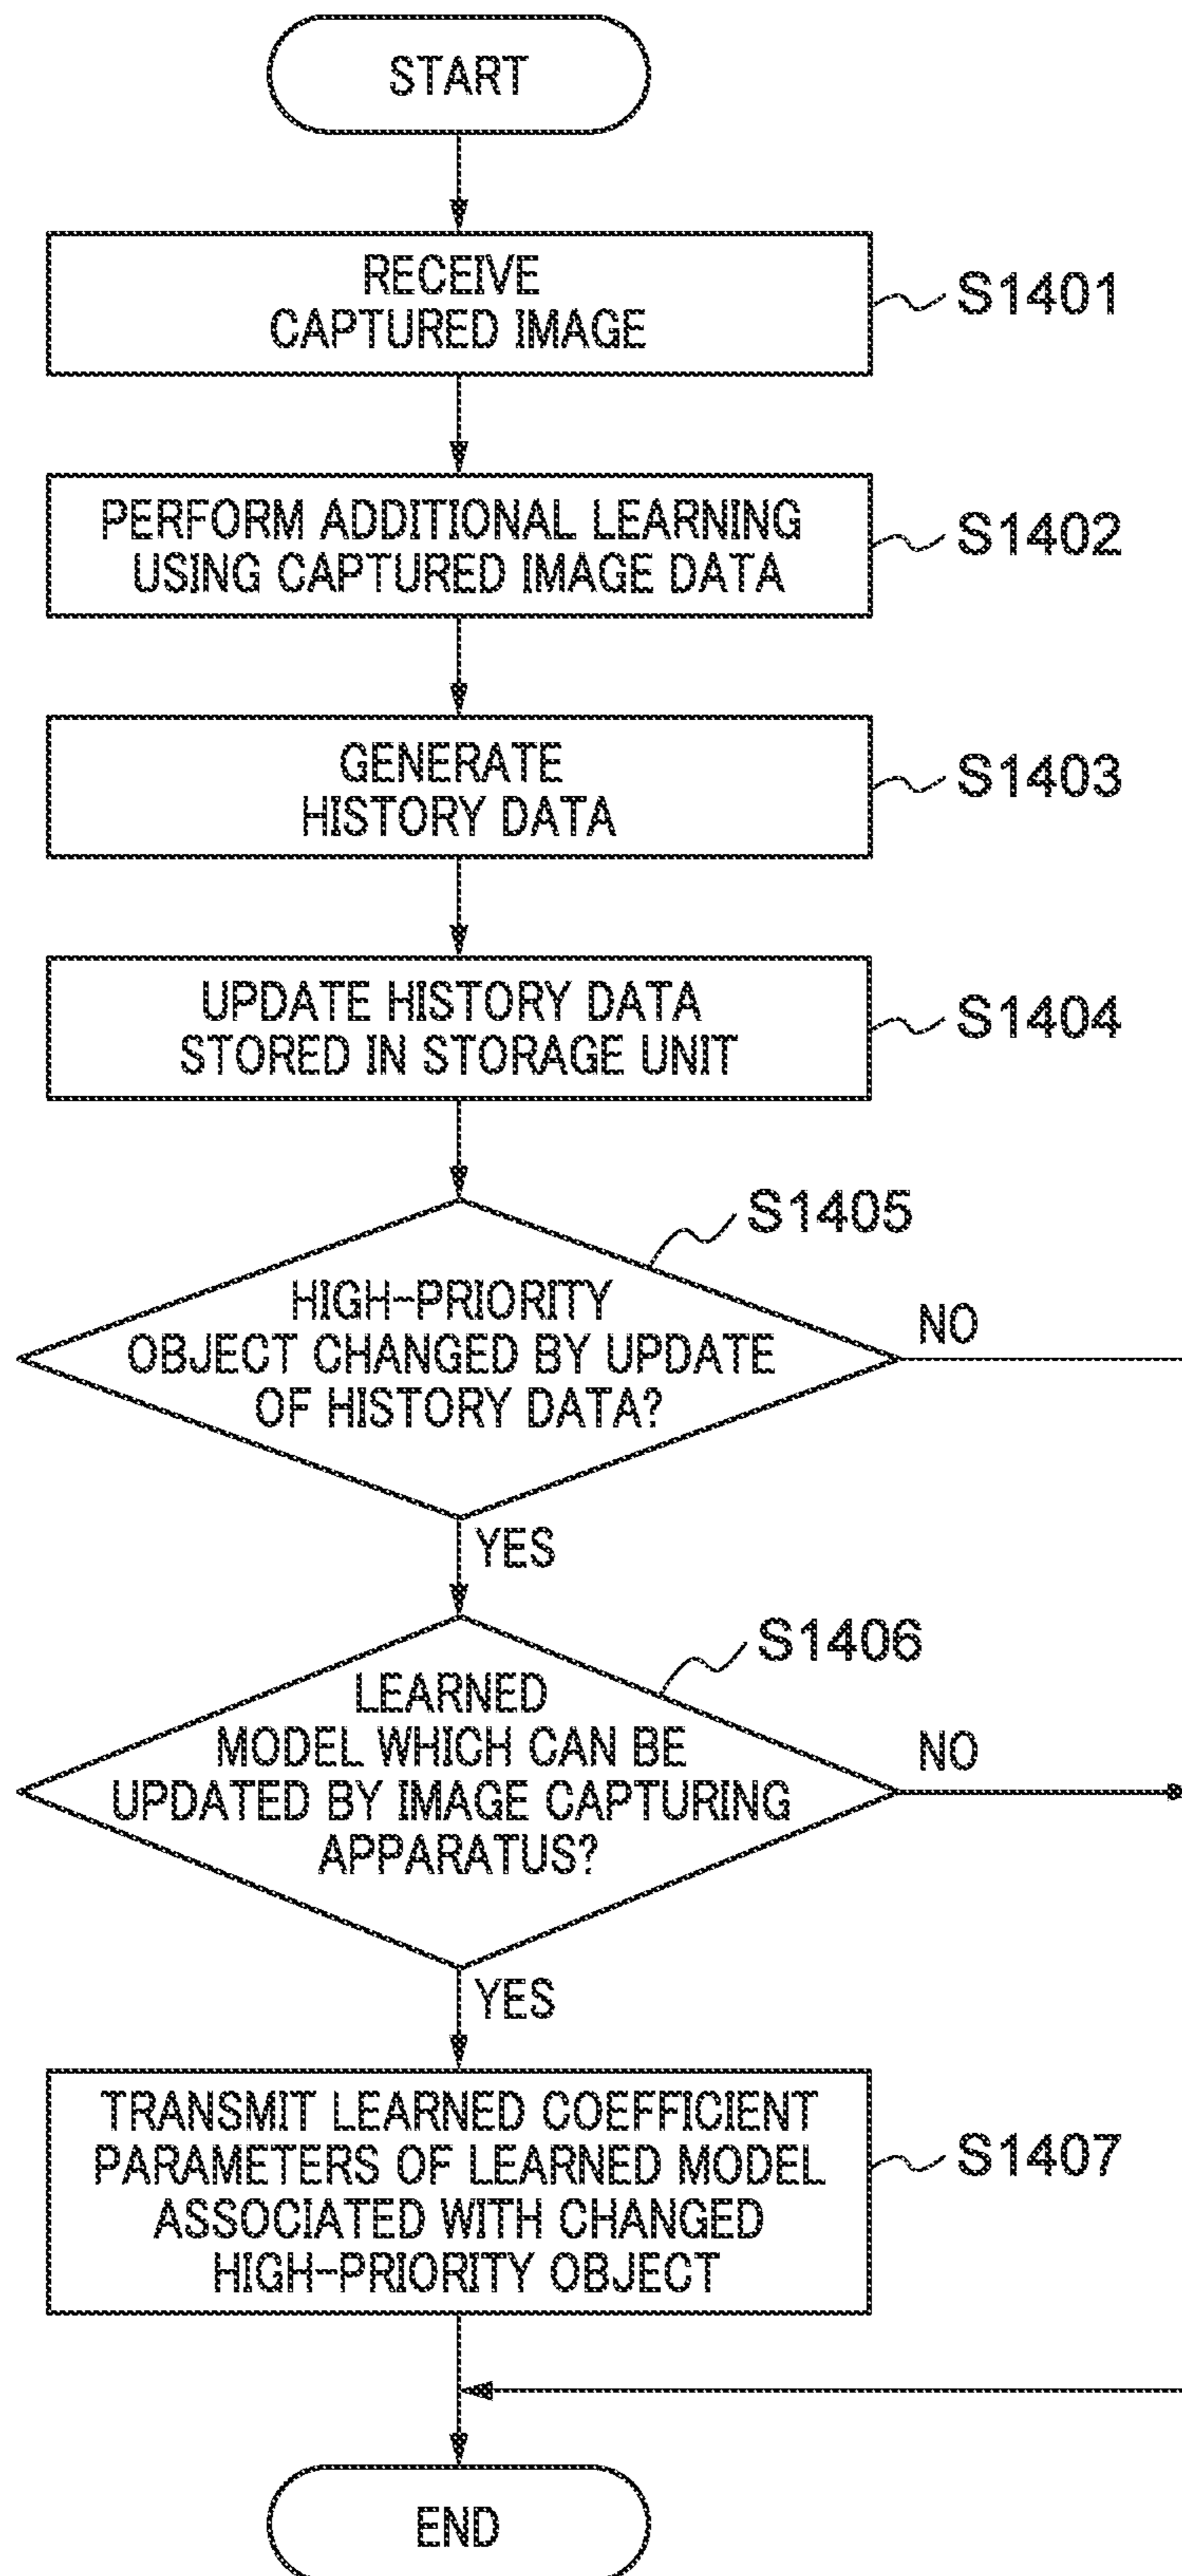 START
RECEIVE
CAPTURED IMAGE
S1401
PERFORM ADDITIONAL LEARNING
USING CAPTURED IMAGE DATA
S1402
GENERATE
HISTORY DATA
S1403
UPDATE HISTORY DATA
STORED IN STORAGE UNIT
S1404
S1405
HIGH-PRIORITY
OBJECT CHANGED BY UPDATE
OF HISTORY DATA?
NO
YES
S1406
LEARNED
MODEL WHICH CAN BE
UPDATED BY IMAGE CAPTURING
APPARATUS?
NO
YES
TRANSMIT LEARNED COEFFICIENT
PARAMETERS OF LEARNED MODEL
ASSOCIATED WITH CHANGED
HIGH-PRIORITY OBJECT
S1407
END